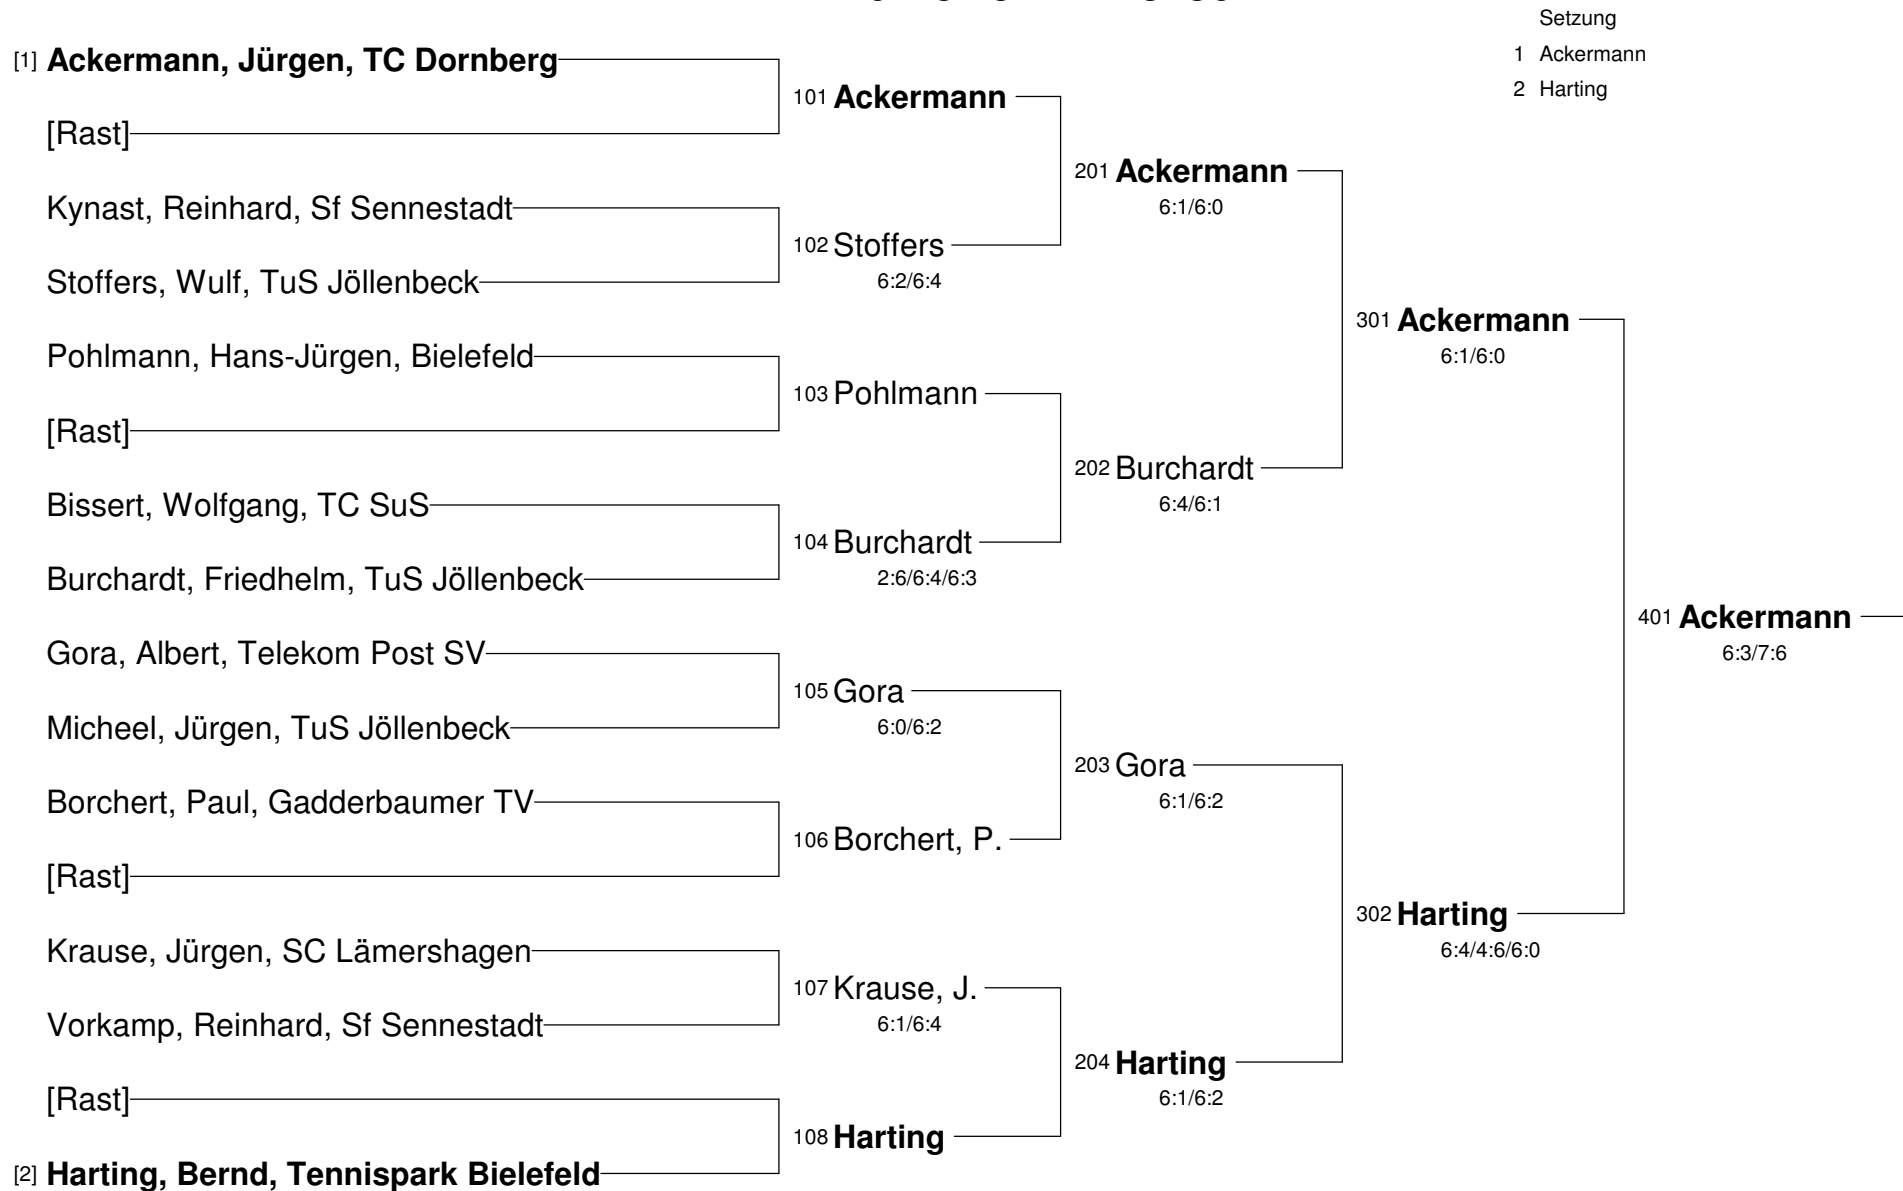 Setzung
1 Ackermann
2 Harting
[1] Ackermann, Jürgen, TC Dornberg
[Rast]
Kynast, Reinhard, Sf Sennestadt
Stoffers, Wulf, TuS Jöllenbeck
Pohlmann, Hans-Jürgen, Bielefeld
[Rast]
Bissert, Wolfgang, TC SuS
Burchardt, Friedhelm, TuS Jöllenbeck
Gora, Albert, Telekom Post SV
Micheel, Jürgen, TuS Jöllenbeck
Borchert, Paul, Gadderbaumer TV
[Rast]
Krause, Jürgen, SC Lämershagen
Vorkamp, Reinhard, Sf Sennestadt
[Rast]
[2] Harting, Bernd, Tennispark Bielefeld
101 Ackermann
102 Stoffers
6:2/6:4
103 Pohlmann
104 Burchardt
2:6/6:4/6:3
105 Gora
6:0/6:2
106 Borchert, P.
107 Krause, J.
6:1/6:4
108 Harting
201 Ackermann
6:1/6:0
202 Burchardt
6:4/6:1
203 Gora
6:1/6:2
204 Harting
6:1/6:2
301 Ackermann
6:1/6:0
302 Harting
6:4/4:6/6:0
401 Ackermann
6:3/7:6